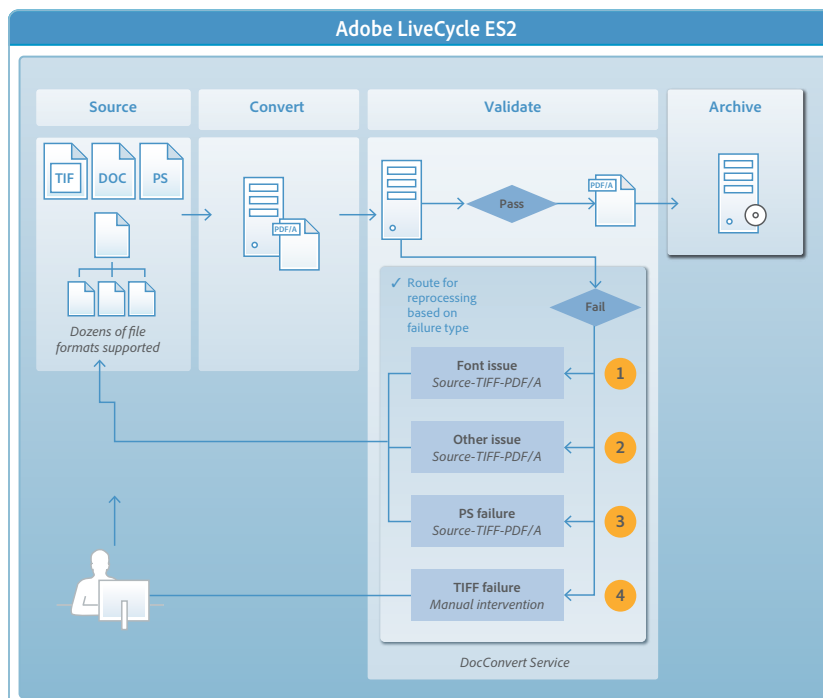 Adobe LiveCycle ES2
Source
Convert
Validate
Archive
TIF
DOC
PS
PDF/A
Pass
PDF/A
Dozens of file
formats supported
✓ Route for
reprocessing
based on
failure type
Fail
Font issue
Source-TIFF-PDF/A
1
Other issue
Source-TIFF-PDF/A
2
PS failure
Source-TIFF-PDF/A
3
TIFF failure
Manual intervention
4
DocConvert Service